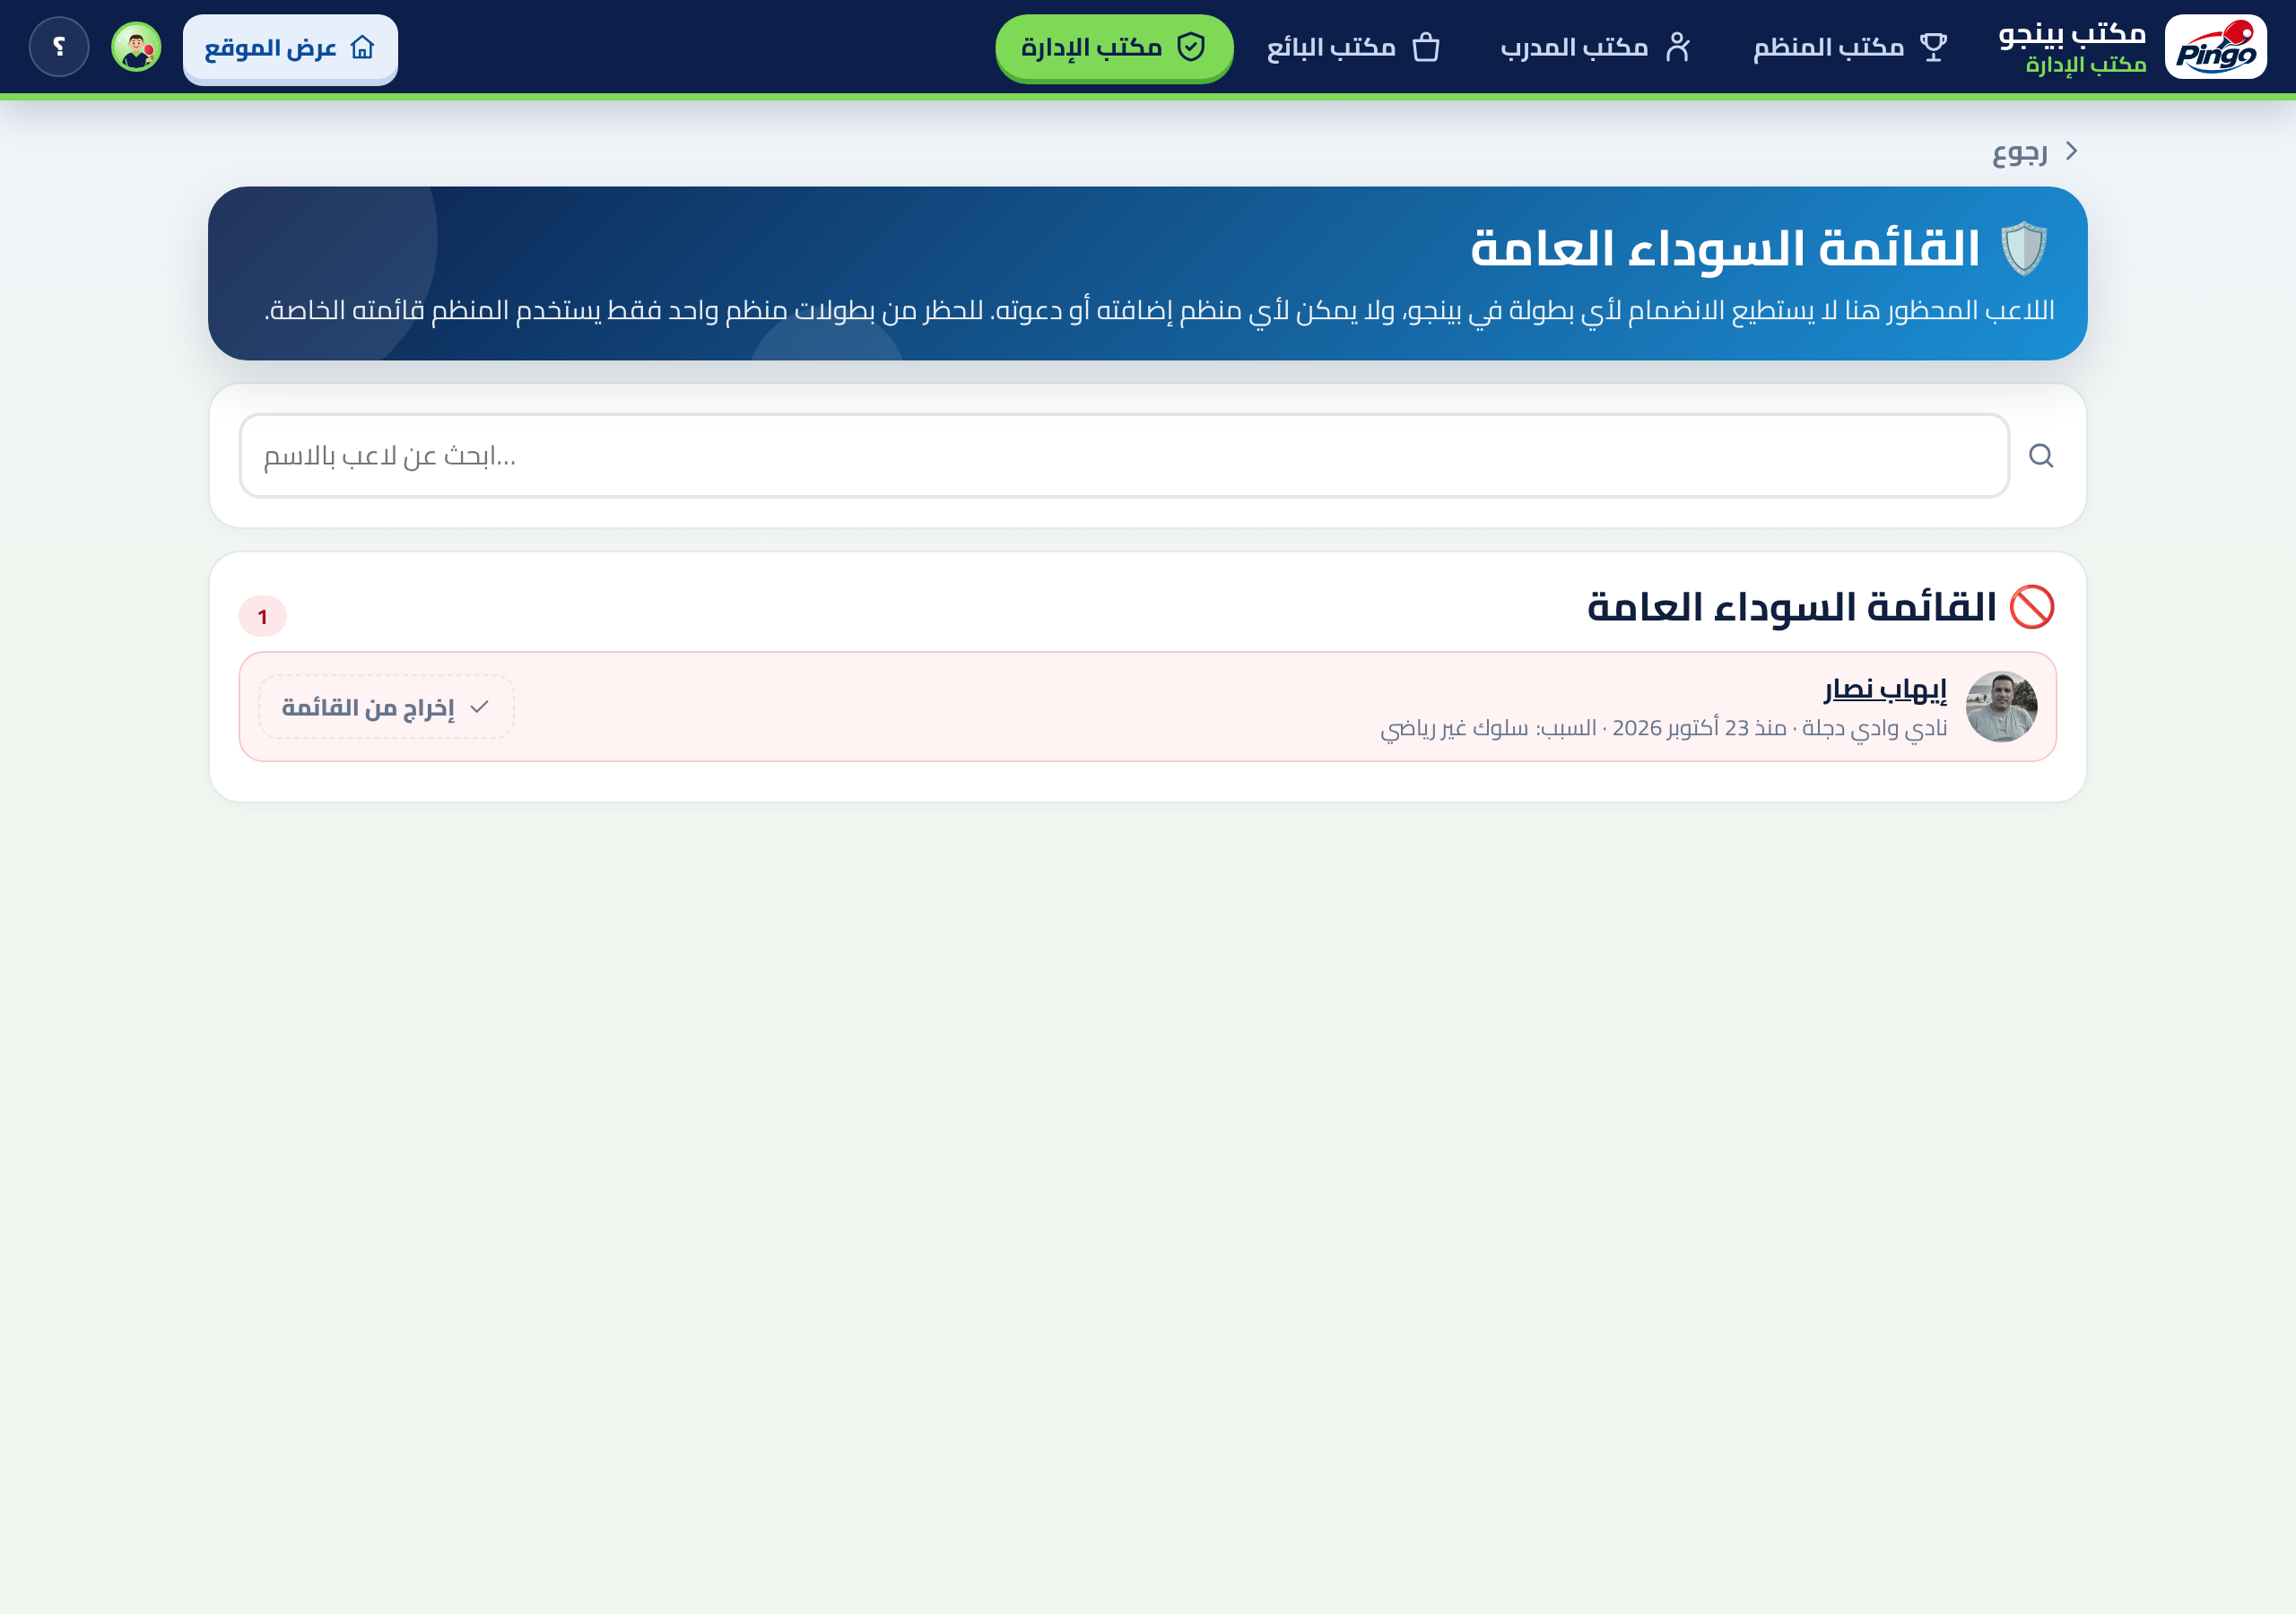 Pingo
مكتب بينجو
مكتب الإدارة
مكتب المنظم
مكتب المدرب
مكتب البائع
مكتب الإدارة
عرض الموقع
؟
رجوع
القائمة السوداء العامة
اللاعب المحظور هنا لا يستطيع الانضمام لأي بطولة في بينجو، ولا يمكن لأي منظم إضافته أو دعوته. للحظر من بطولات منظم واحد فقط يستخدم المنظم قائمته الخاصة.
ابحث عن لاعب بالاسم...
القائمة السوداء العامة
1
إيهاب نصار
نادي وادي دجلة · منذ 23 أكتوبر 2026 · السبب: سلوك غير رياضي
إخراج من القائمة